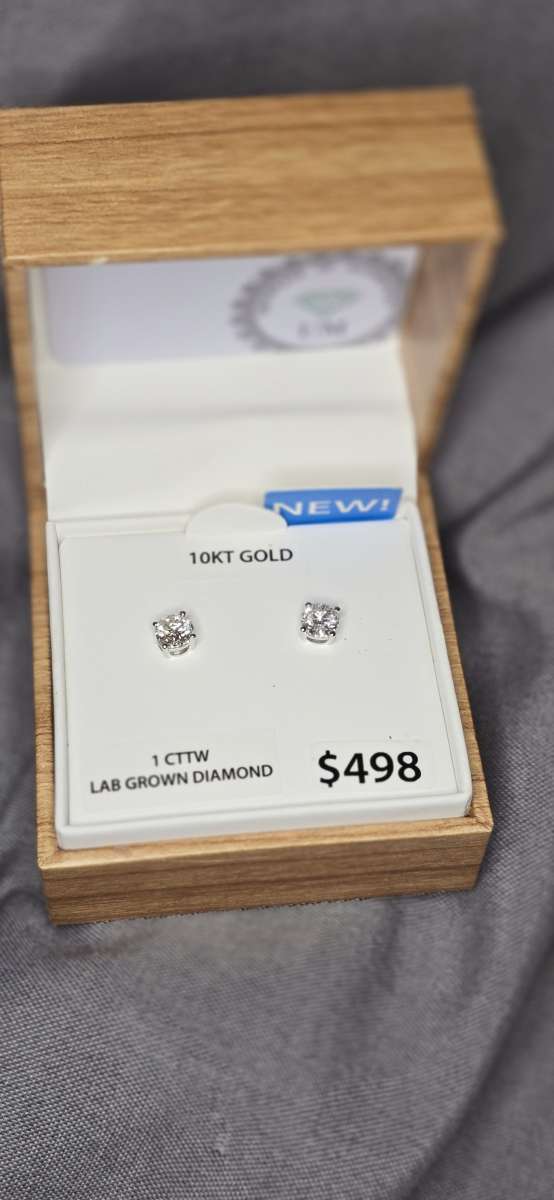 NEW!
10KT GOLD
1 CTTW
LAB GROWN DIAMOND
$498